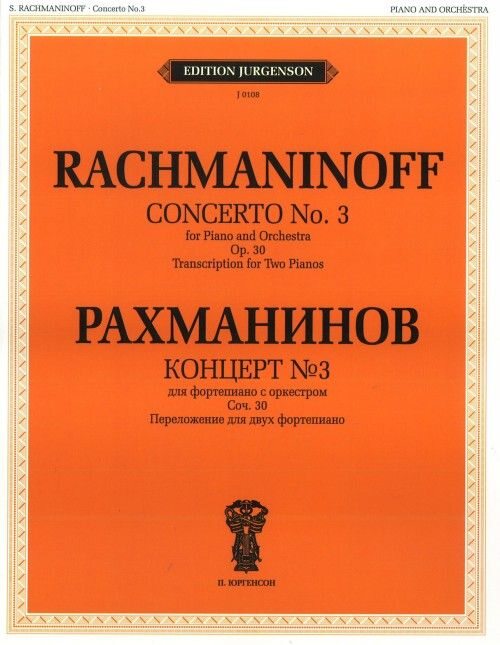 S. RACHMANINOFF · Concerto No.3
PIANO AND ORCHESTRA
EDITION JURGENSON
J 0108
RACHMANINOFF
CONCERTO No. 3
for Piano and Orchestra
Op. 30
Transcription for Two Pianos
РАХМАНИНОВ
КОНЦЕРТ №3
для фортепиано с оркестром
Соч. 30
Переложение для двух фортепиано
П. ЮРГЕНСОН